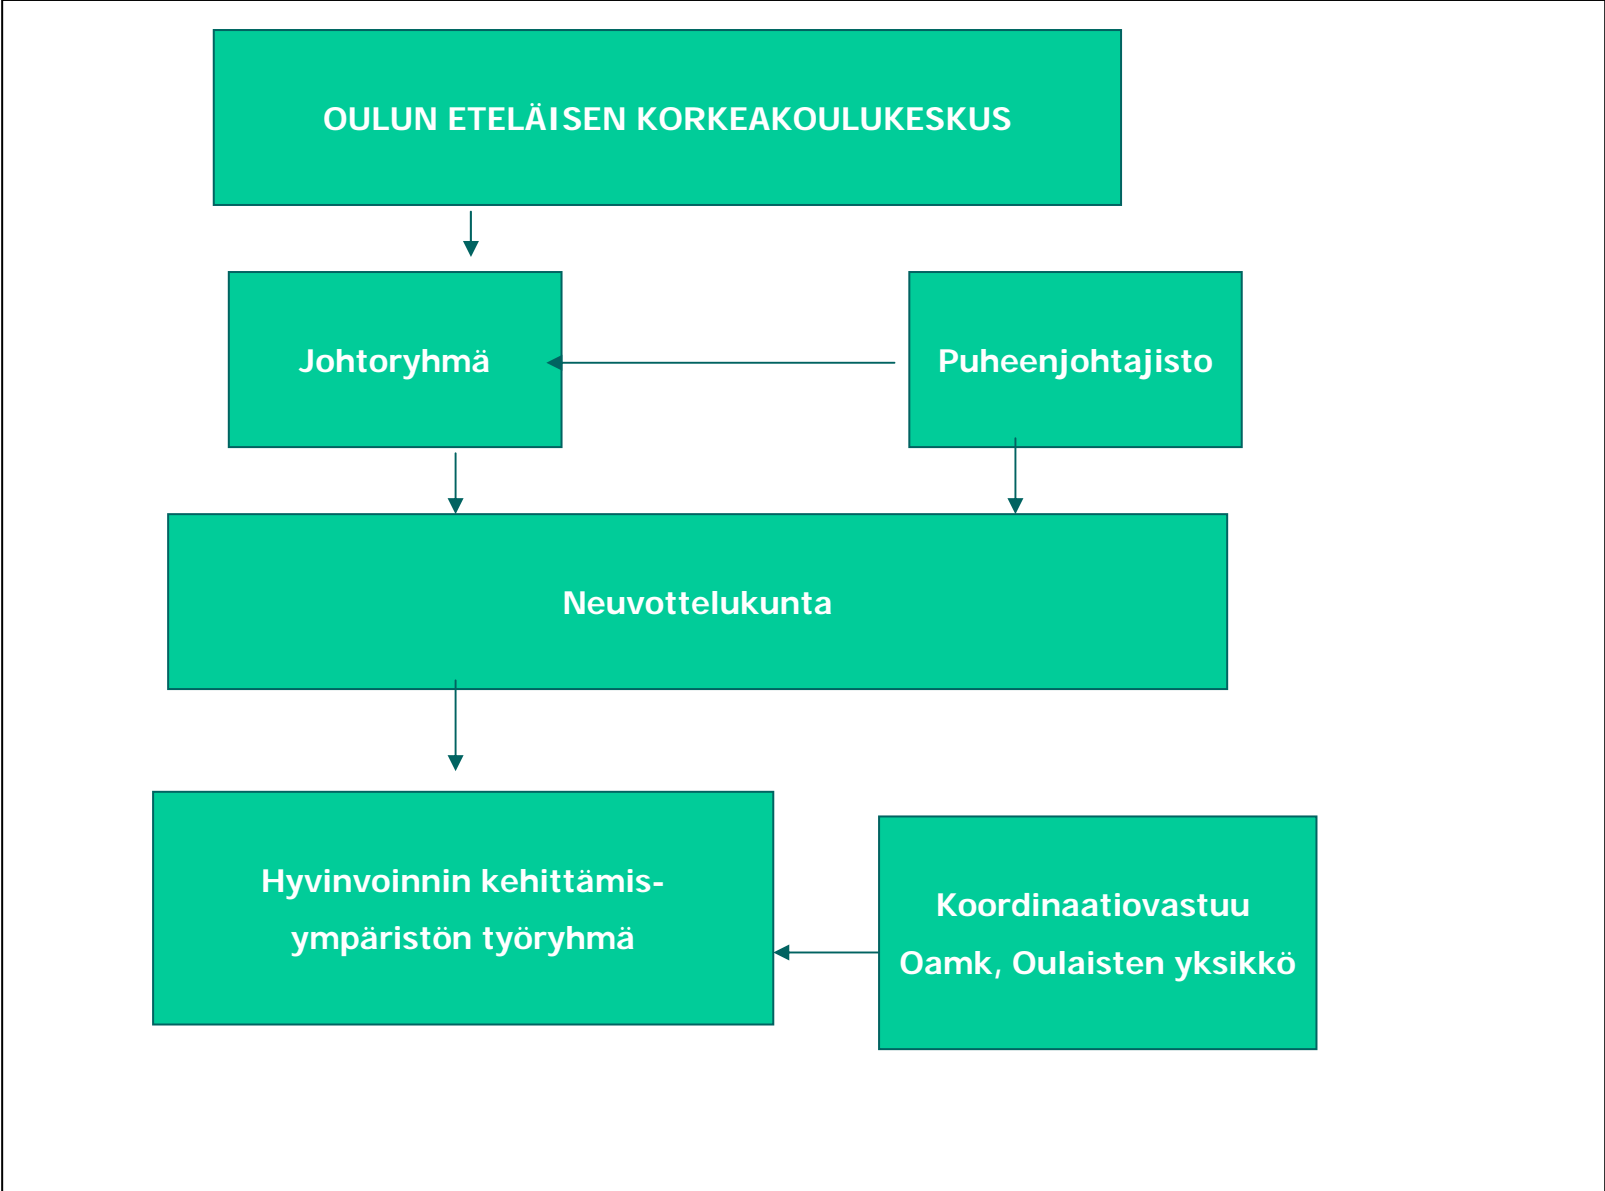 OULUN ETELÄISEN KORKEAKOULUKESKUS
Johtoryhmä
Puheenjohtajisto
Neuvottelukunta
Hyvinvoinnin kehittämis-
ympäristön työryhmä
Koordinaatiovastuu
Oamk, Oulaisten yksikkö